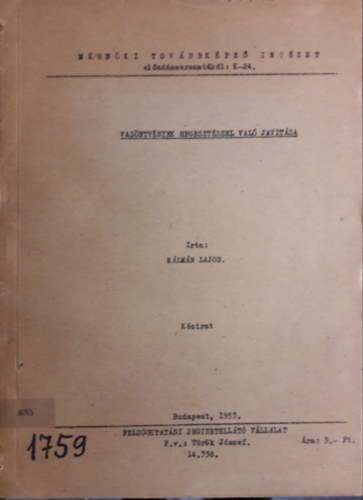 MÉRNÖKI TOVÁBBKÉPZŐ INTÉZET
előadássorozatából: K-24.
VASÖNTVÉNYEK HEGESZTÉSSEL VALÓ JAVITÁSA
Irta:
KÁLMÁN LAJOS.
Kézirat
Budapest, 1953.
FELSŐOKTATÁSI JEGYZETELLÁTÓ VÁLLALAT
F.v.: Török József.
Ára: 5.- Ft.
14.358.
1759